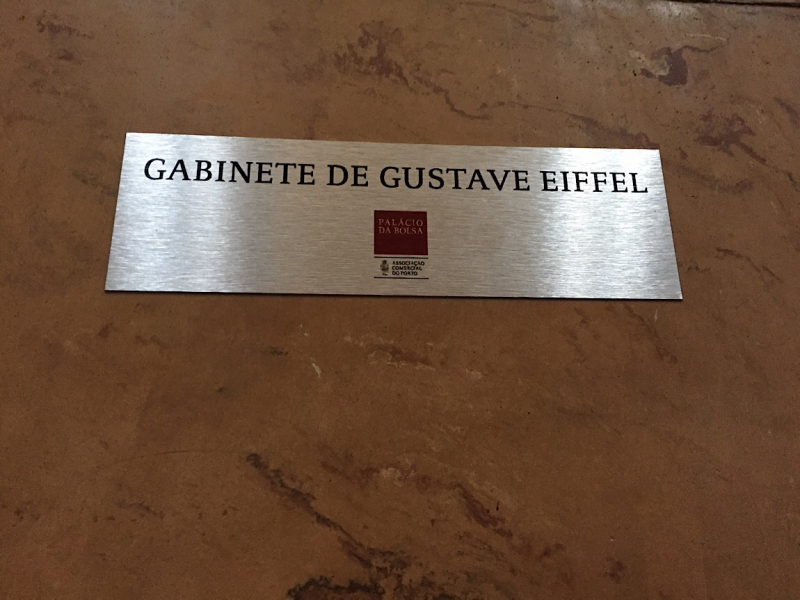 GABINETE DE GUSTAVE EIFFEL
PALÁCIO
DA BOLSA
ASSOCIAÇÃO
COMERCIAL
DO PORTO